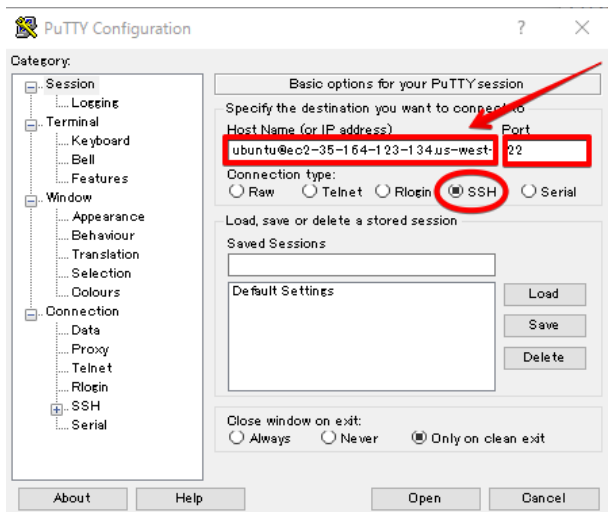 PuTTY Configuration ? ×
Category:
Session
Logging
Terminal
Keyboard
Bell
Features
Window
Appearance
Behaviour
Translation
Selection
Colours
Connection
Data
Proxy
Telnet
Rlogin
SSH
Serial
Basic options for your PuTTY session
Specify the destination you want to connect to
Host Name (or IP address) Port
ubuntu@ec2-35-164-123-134.us-west- 22
Connection type:
Raw Telnet Rlogin SSH Serial
Load, save or delete a stored session
Saved Sessions
Default Settings
Load
Save
Delete
Close window on exit:
Always Never Only on clean exit
About Help Open Cancel